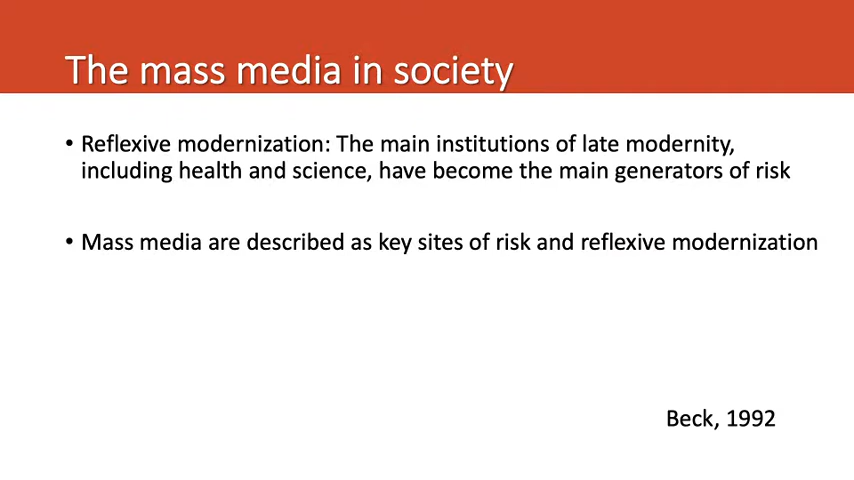 The mass media in society
• Reflexive modernization: The main institutions of late modernity,
including health and science, have become the main generators of risk
• Mass media are described as key sites of risk and reflexive modernization
Beck, 1992